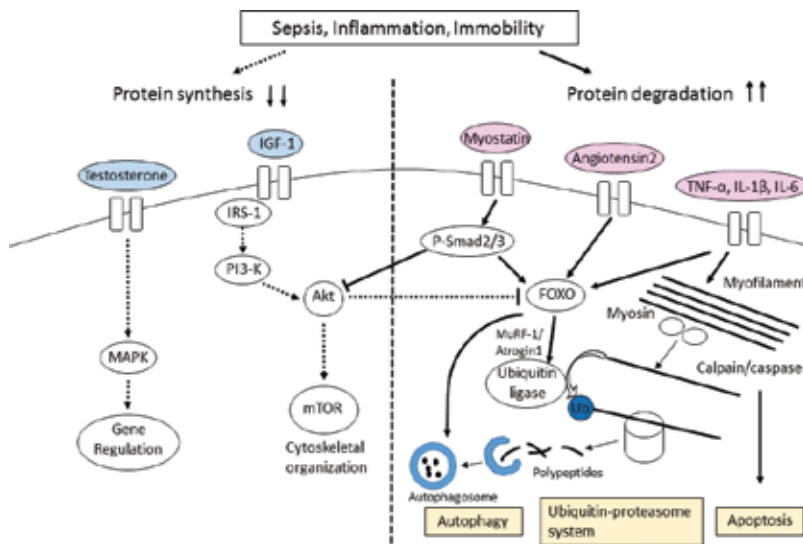 Sepsis, Inflammation, Immobility
Protein synthesis ↓↓
Protein degradation ↑↑
IGF-1
Testosterone
Myostatin
Angiotensin2
TNF-α, IL-1β, IL-6
IRS-1
P-Smad2/3
PI3-K
Akt
FOXO
Myofilament
Myosin
MuRF-1/
Atrogin1
MAPK
Ubiquitin
ligase
Calpain/caspase
mTOR
Ub
Gene
Regulation
Cytoskeletal
organization
Polypeptides
Autophagosome
Autophagy
Ubiquitin-proteasome
system
Apoptosis